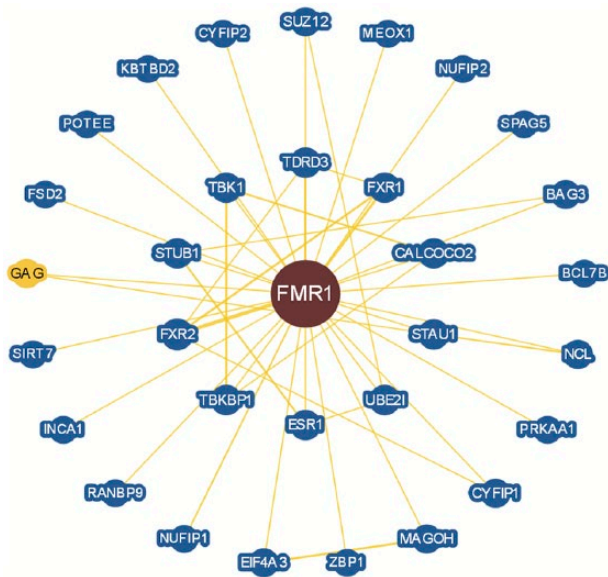 SUZ12
CYFIP2
MEOX1
KBTBD2
NUFIP2
POTEE
SPAG5
TDRD3
TBK1
FXR1
FSD2
BAG3
STUB1
CALCOCO2
GAG
BCL7B
FMR1
FXR2
STAU1
SIRT7
NCL
TBKBP1
UBE2I
ESR1
INCA1
PRKAA1
RANBP9
CYFIP1
NUFIP1
MAGOH
EIF4A3
ZBP1